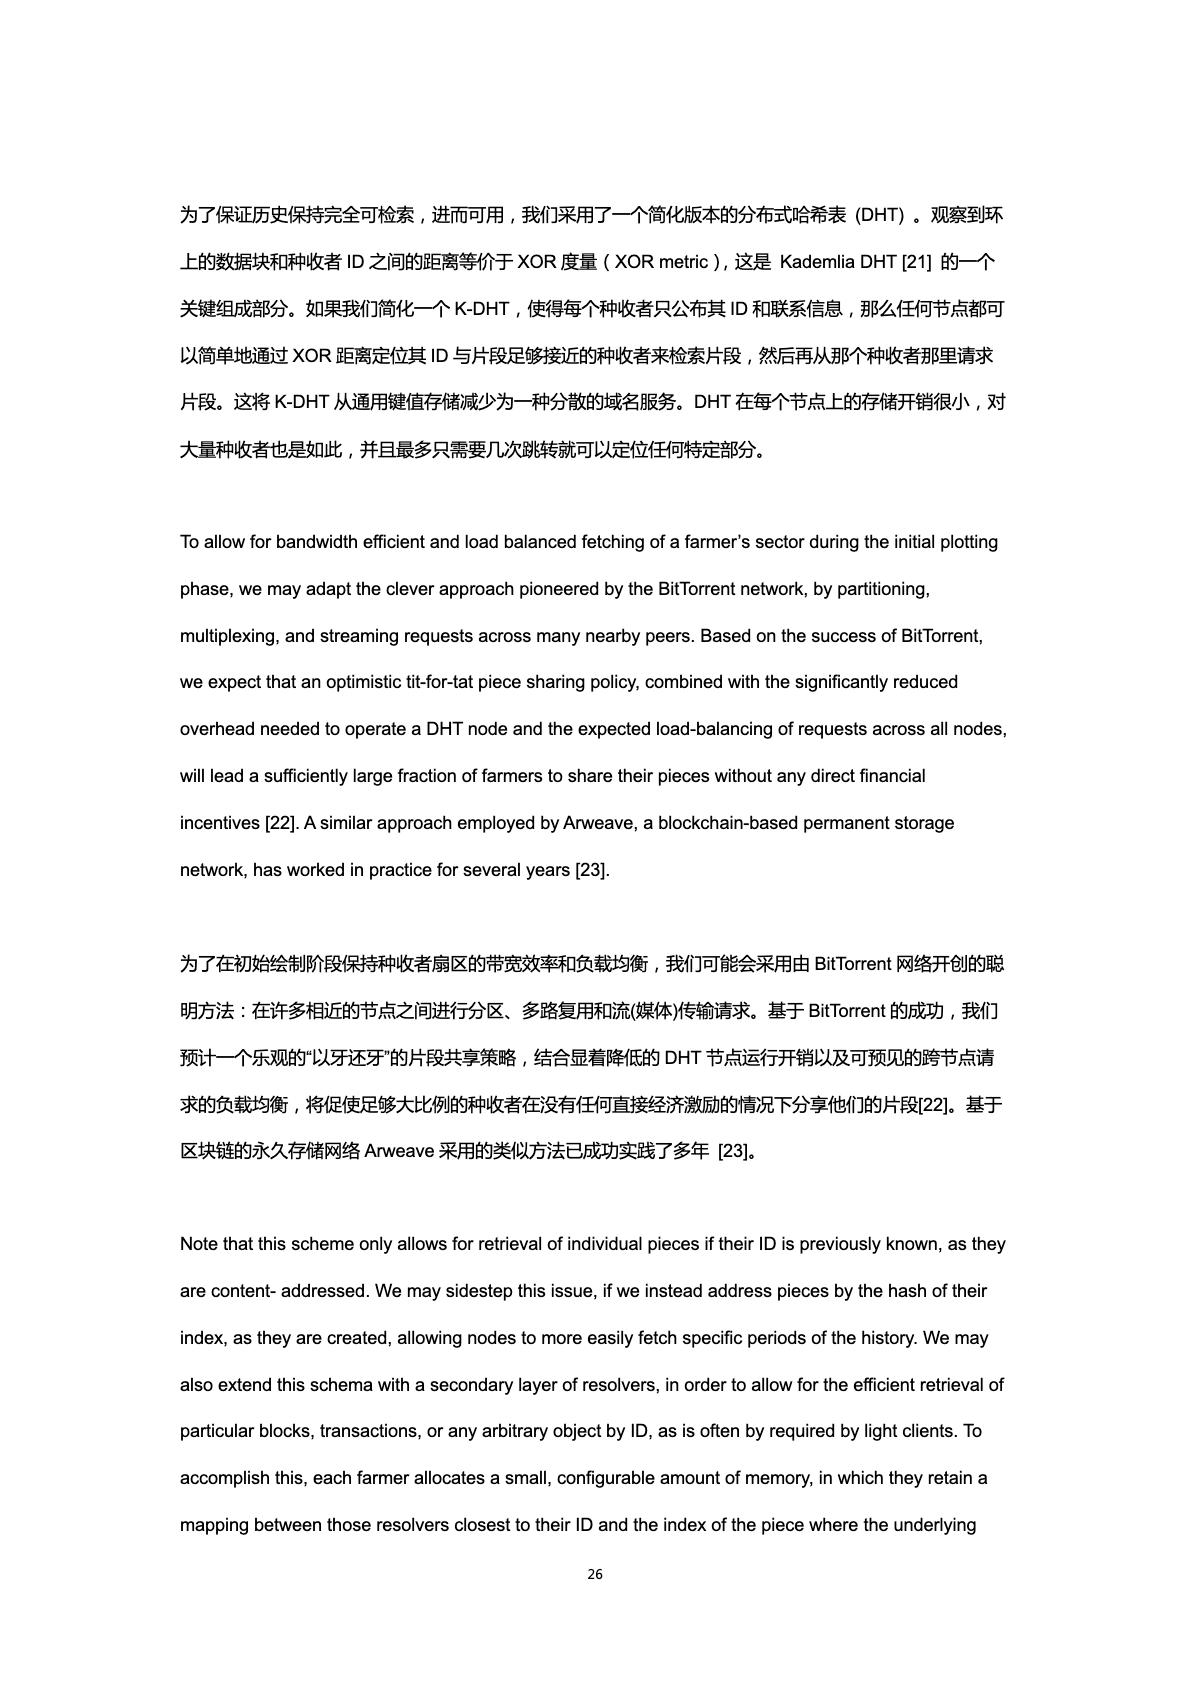 为了保证历史保持完全可检索，进而可用，我们采用了一个简化版本的分布式哈希表 (DHT) 。观察到环
上的数据块和种收者 ID 之间的距离等价于 XOR 度量（XOR metric），这是 Kademlia DHT [21] 的一个
关键组成部分。如果我们简化一个 K-DHT，使得每个种收者只公布其 ID 和联系信息，那么任何节点都可
以简单地通过 XOR 距离定位其 ID 与片段足够接近的种收者来检索片段，然后再从那个种收者那里请求
片段。这将 K-DHT 从通用键值存储减少为一种分散的域名服务。DHT 在每个节点上的存储开销很小，对
大量种收者也是如此，并且最多只需要几次跳转就可以定位任何特定部分。
To allow for bandwidth efficient and load balanced fetching of a farmer’s sector during the initial plotting
phase, we may adapt the clever approach pioneered by the BitTorrent network, by partitioning,
multiplexing, and streaming requests across many nearby peers. Based on the success of BitTorrent,
we expect that an optimistic tit-for-tat piece sharing policy, combined with the significantly reduced
overhead needed to operate a DHT node and the expected load-balancing of requests across all nodes,
will lead a sufficiently large fraction of farmers to share their pieces without any direct financial
incentives [22]. A similar approach employed by Arweave, a blockchain-based permanent storage
network, has worked in practice for several years [23].
为了在初始绘制阶段保持种收者扇区的带宽效率和负载均衡，我们可能会采用由 BitTorrent 网络开创的聪
明方法：在许多相近的节点之间进行分区、多路复用和流(媒体)传输请求。基于 BitTorrent 的成功，我们
预计一个乐观的“以牙还牙”的片段共享策略，结合显着降低的 DHT 节点运行开销以及可预见的跨节点请
求的负载均衡，将促使足够大比例的种收者在没有任何直接经济激励的情况下分享他们的片段[22]。基于
区块链的永久存储网络 Arweave 采用的类似方法已成功实践了多年 [23]。
Note that this scheme only allows for retrieval of individual pieces if their ID is previously known, as they
are content- addressed. We may sidestep this issue, if we instead address pieces by the hash of their
index, as they are created, allowing nodes to more easily fetch specific periods of the history. We may
also extend this schema with a secondary layer of resolvers, in order to allow for the efficient retrieval of
particular blocks, transactions, or any arbitrary object by ID, as is often by required by light clients. To
accomplish this, each farmer allocates a small, configurable amount of memory, in which they retain a
mapping between those resolvers closest to their ID and the index of the piece where the underlying
26